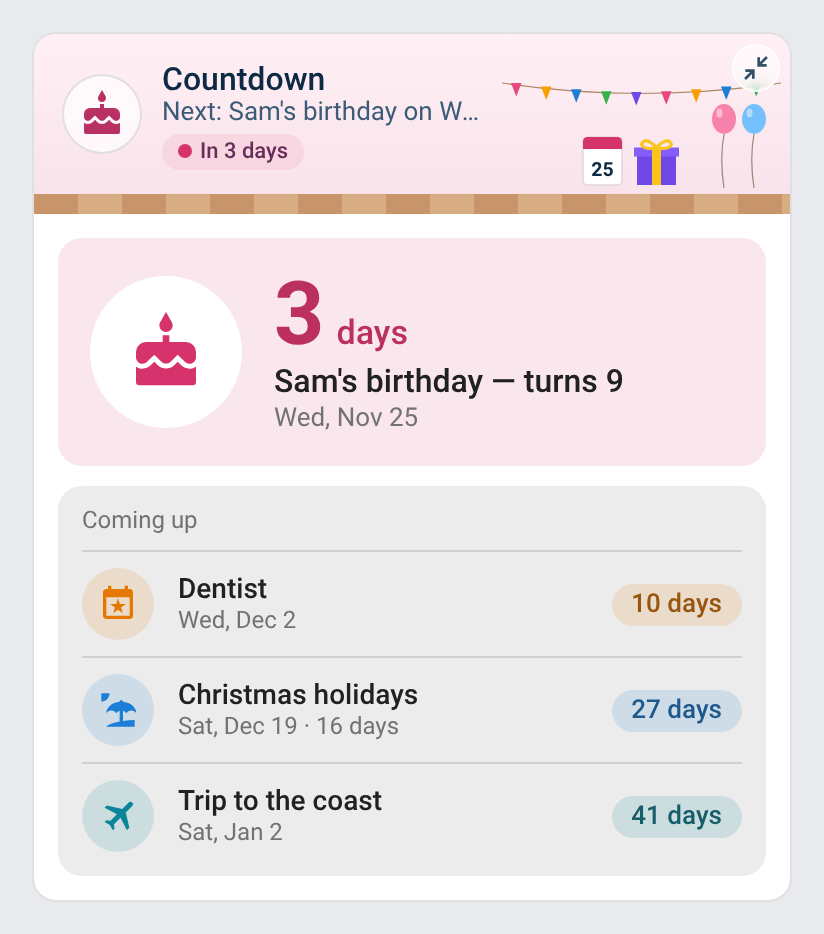 Countdown
Next: Sam's birthday on W…
In 3 days
25
3 days
Sam's birthday — turns 9
Wed, Nov 25
Coming up
Dentist
Wed, Dec 2
10 days
Christmas holidays
Sat, Dec 19 · 16 days
27 days
Trip to the coast
Sat, Jan 2
41 days